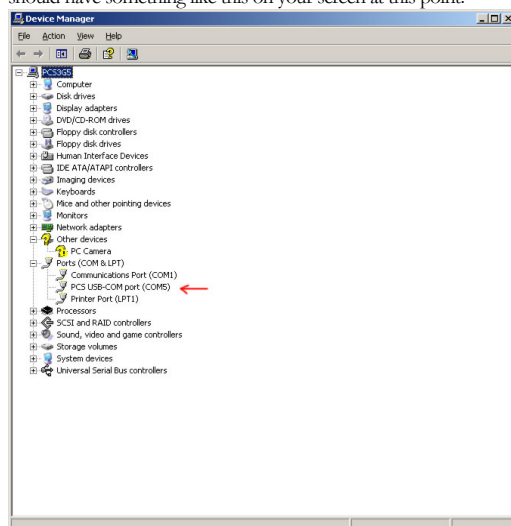 should have something like this on your screen at this point.
Device Manager
File Action View Help
PCS3G5
Computer
Disk drives
Display adapters
DVD/CD-ROM drives
Floppy disk controllers
Floppy disk drives
Human Interface Devices
IDE ATA/ATAPI controllers
Imaging devices
Keyboards
Mice and other pointing devices
Monitors
Network adapters
Other devices
PC Camera
Ports (COM & LPT)
Communications Port (COM1)
PCS USB-COM port (COM5)
Printer Port (LPT1)
Processors
SCSI and RAID controllers
Sound, video and game controllers
Storage volumes
System devices
Universal Serial Bus controllers